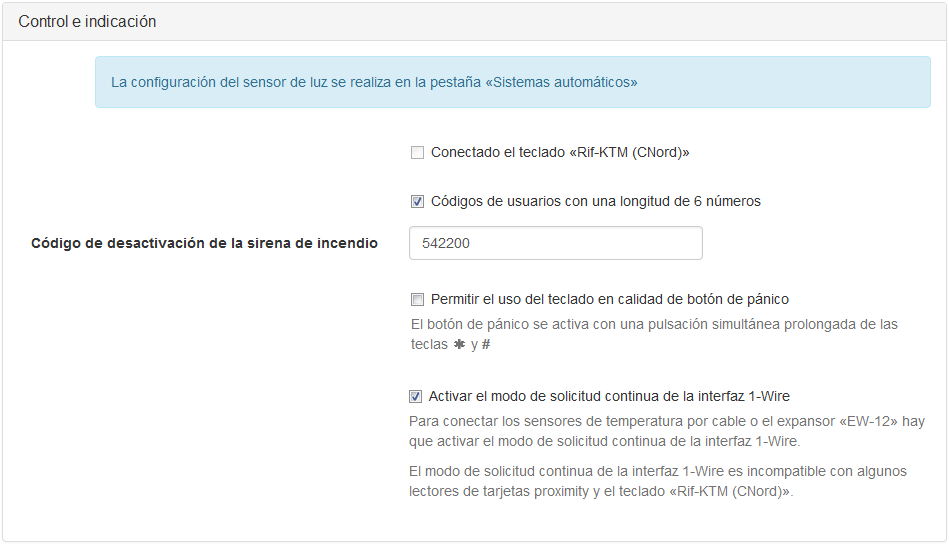 Control e indicación
La configuración del sensor de luz se realiza en la pestaña «Sistemas automáticos»
Conectado el teclado «Rif-KTM (CNord)»
Códigos de usuarios con una longitud de 6 números
Código de desactivación de la sirena de incendio
542200
Permitir el uso del teclado en calidad de botón de pánico
El botón de pánico se activa con una pulsación simultánea prolongada de las
teclas ✱ y #
Activar el modo de solicitud continua de la interfaz 1-Wire
Para conectar los sensores de temperatura por cable o el expansor «EW-12» hay
que activar el modo de solicitud continua de la interfaz 1-Wire.
El modo de solicitud continua de la interfaz 1-Wire es incompatible con algunos
lectores de tarjetas proximity y el teclado «Rif-KTM (CNord)».